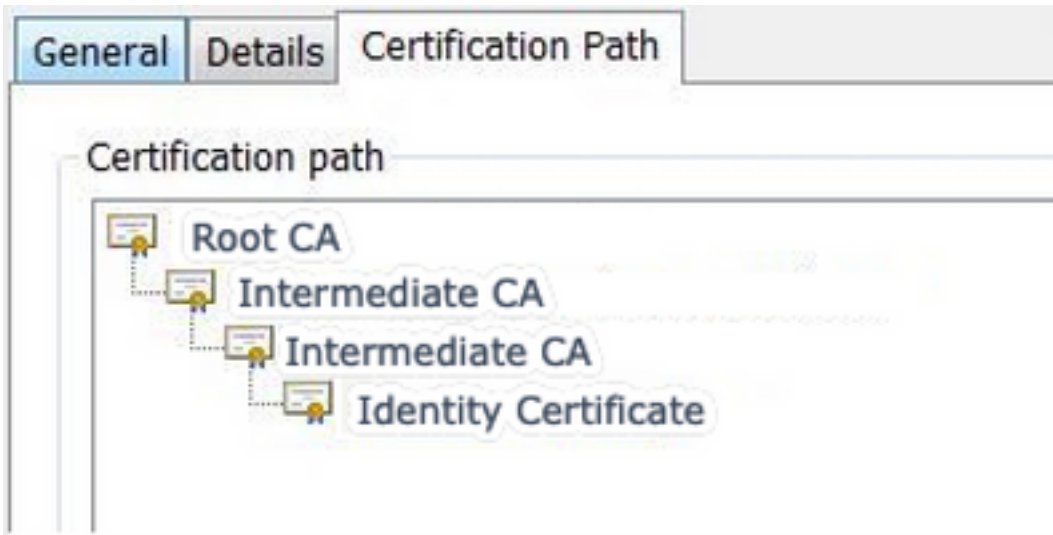 General Details Certification Path
Certification path
Root CA
Intermediate CA
Intermediate CA
Identity Certificate